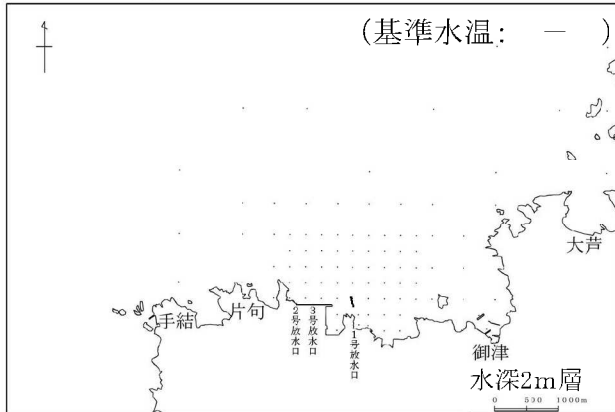 4
(基準水温: － )
大芦
片句
手結
2号放水口
3号放水口
1号放水口
御津
水深2m層
0 500 1000m